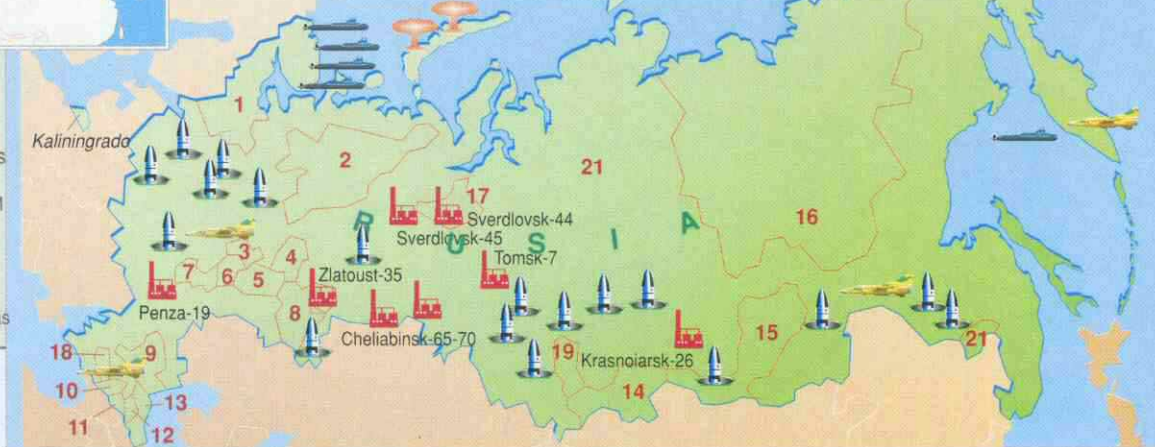 1
Kaliningrado
2
21
16
17
Sverdlovsk-44
Sverdlovsk-45
R U S I A
3
4
Tomsk-7
7
6
5
Zlatoust-35
8
Penza-19
Cheliabinsk-65-70
15
21
18
9
19
Krasnoiarsk-26
10
14
13
11
12
s
as